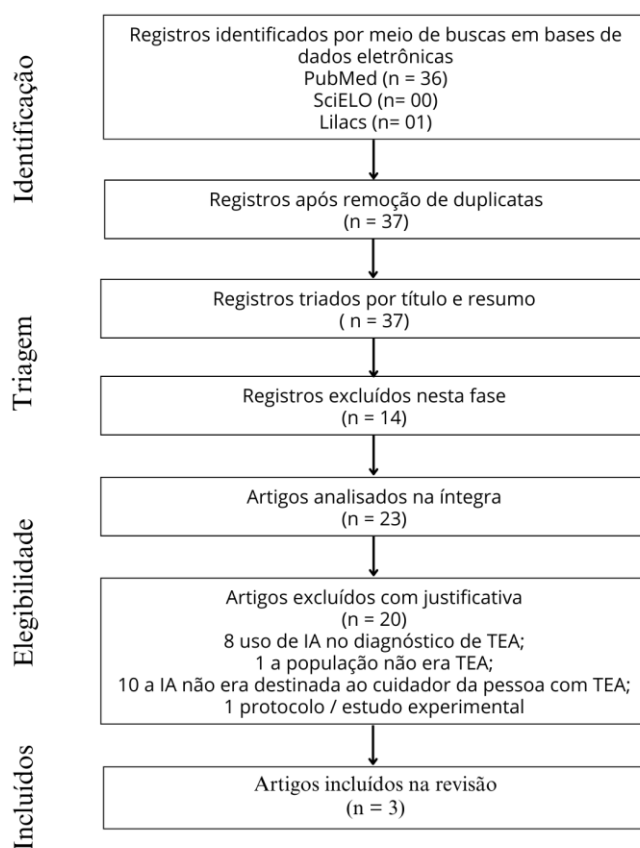 Identificação
Registros identificados por meio de buscas em bases de
dados eletrônicas
PubMed (n = 36)
SciELO (n= 00)
Lilacs (n= 01)
Registros após remoção de duplicatas
(n = 37)
Triagem
Registros triados por título e resumo
( n = 37)
Registros excluídos nesta fase
(n = 14)
Elegibilidade
Artigos analisados na íntegra
(n = 23)
Artigos excluídos com justificativa
(n = 20)
8 uso de IA no diagnóstico de TEA;
1 a população não era TEA;
10 a IA não era destinada ao cuidador da pessoa com TEA;
1 protocolo / estudo experimental
Incluídos
Artigos incluídos na revisão
(n = 3)